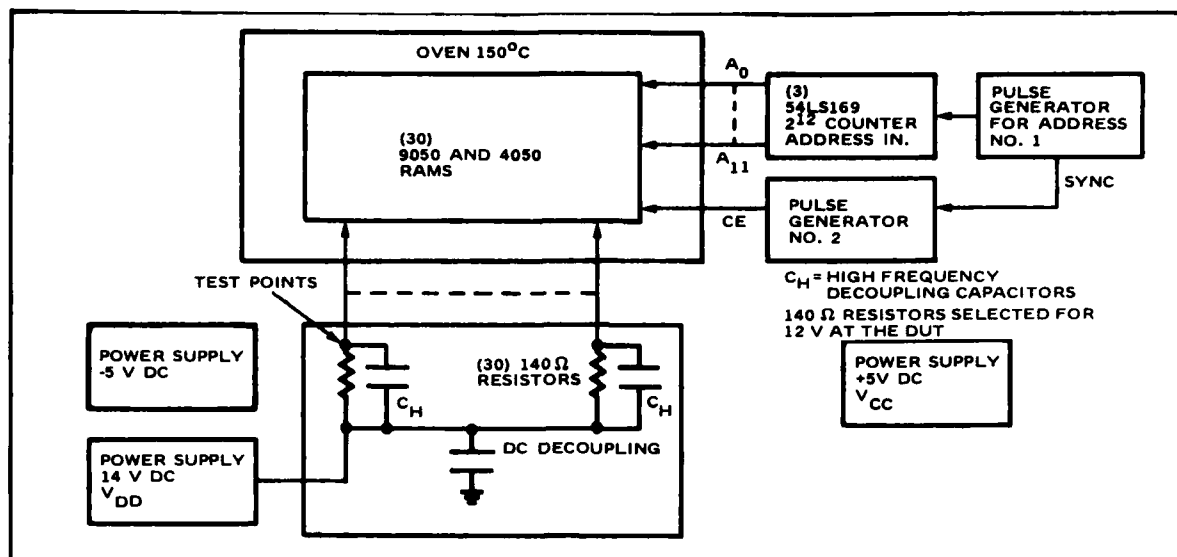 OVEN 150°C
(30)
9050 AND 4050
RAMS
A0
A11
CE
(3)
54LS169
2^12 COUNTER
ADDRESS IN.
PULSE
GENERATOR
FOR ADDRESS
NO. 1
SYNC
PULSE
GENERATOR
NO. 2
CH = HIGH FREQUENCY
DECOUPLING CAPACITORS
140 Ω RESISTORS SELECTED FOR
12 V AT THE DUT
TEST POINTS
POWER SUPPLY
-5 V DC
(30) 140Ω
RESISTORS
CH
CH
POWER SUPPLY
+5V DC
VCC
DC DECOUPLING
POWER SUPPLY
14 V DC
VDD